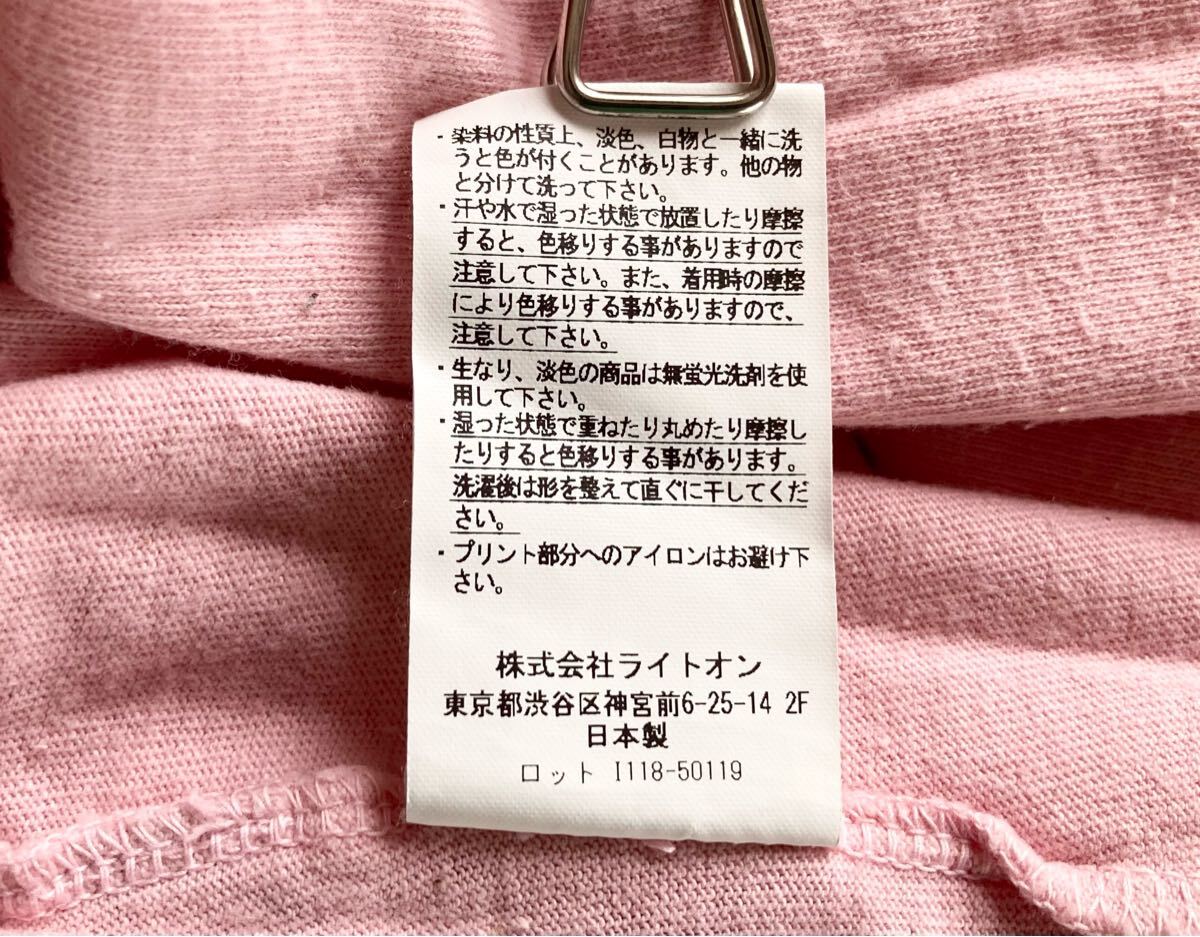 ・染料の性質上、淡色、白物と一緒に洗
うと色が付くことがあります。他の物
と分けて洗って下さい。
・汗や水で湿った状態で放置したり摩擦
すると、色移りする事がありますので
注意して下さい。また、着用時の摩擦
により色移りする事がありますので、
注意して下さい。
・生なり、淡色の商品は無蛍光洗剤を使
用して下さい。
・湿った状態で重ねたり丸めたり摩擦し
たりすると色移りする事があります。
洗濯後は形を整えて直ぐに干してくだ
さい。
・プリント部分へのアイロンはお避け下
さい。
株式会社ライトオン
東京都渋谷区神宮前6-25-14 2F
日本製
ロット I118-50119